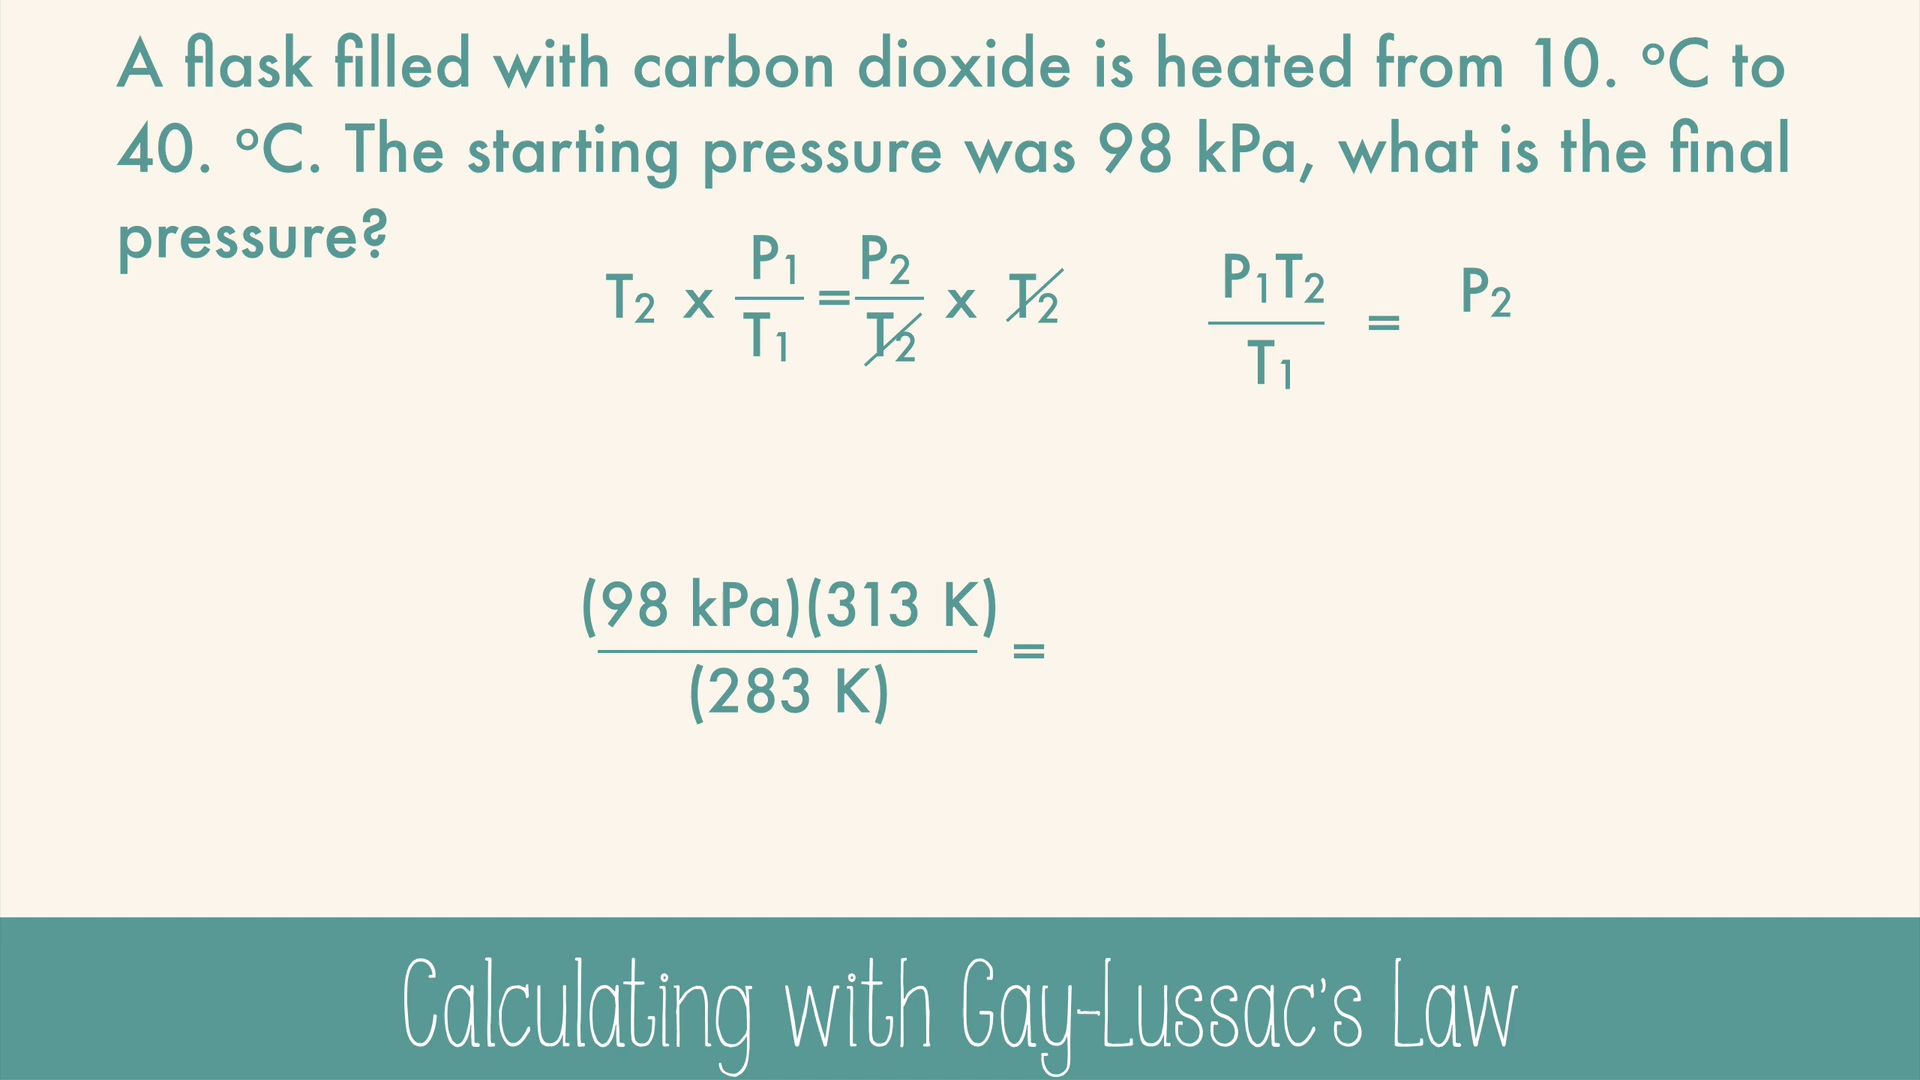 A flask filled with carbon dioxide is heated from 10. °C to
40. °C. The starting pressure was 98 kPa, what is the final
pressure?
T₂ x P₁/T₁ = P₂/T₂ x T₂
P₁T₂/T₁ = P₂
(98 kPa)(313 K)/(283 K) =
Calculating with Gay-Lussac's Law